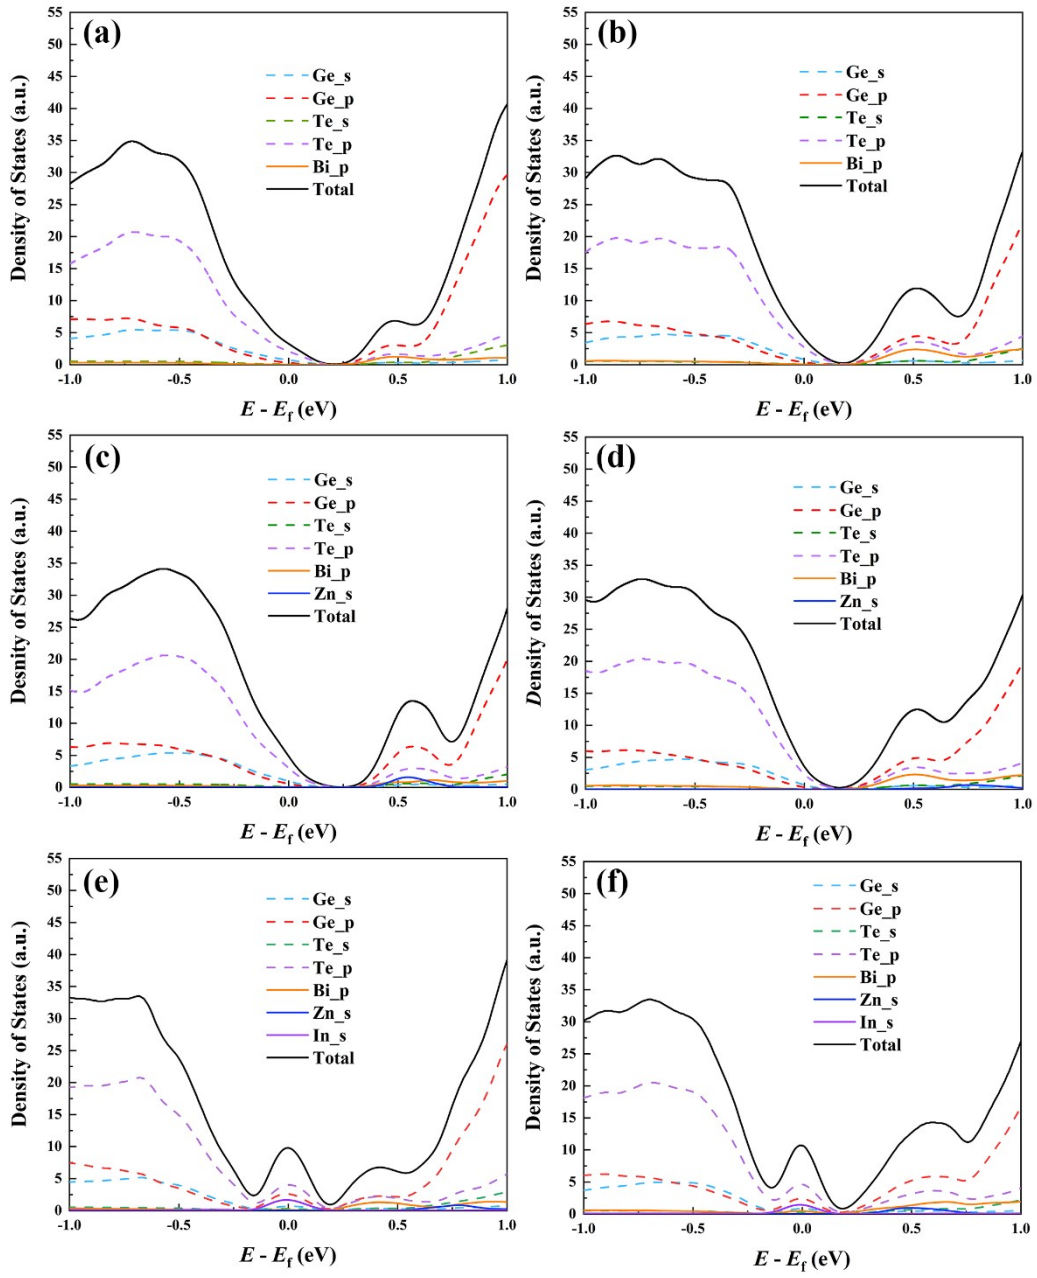 (a)
Density of States (a.u.)
55
50
45
40
35
30
25
20
15
10
5
0
Ge_s
Ge_p
Te_s
Te_p
Bi_p
Total
-1.0 -0.5 0.0 0.5 1.0
E - Ef (eV)
(b)
Density of States (a.u.)
55
50
45
40
35
30
25
20
15
10
5
0
Ge_s
Ge_p
Te_s
Te_p
Bi_p
Total
-1.0 -0.5 0.0 0.5 1.0
E - Ef (eV)
(c)
Desnity of States (a.u.)
55
50
45
40
35
30
25
20
15
10
5
0
Ge_s
Ge_p
Te_s
Te_p
Bi_p
Zn_s
Total
-1.0 -0.5 0.0 0.5 1.0
E - Ef (eV)
(d)
Density of States (a.u.)
55
50
45
40
35
30
25
20
15
10
5
0
Ge_s
Ge_p
Te_s
Te_p
Bi_p
Zn_s
Total
-1.0 -0.5 0.0 0.5 1.0
E - Ef (eV)
(e)
Density of States (a.u.)
55
50
45
40
35
30
25
20
15
10
5
0
Ge_s
Ge_p
Te_s
Te_p
Bi_p
Zn_s
In_s
Total
-1.0 -0.5 0.0 0.5 1.0
E - Ef (eV)
(f)
Density of States (a.u.)
55
50
45
40
35
30
25
20
15
10
5
0
Ge_s
Ge_p
Te_s
Te_p
Bi_p
Zn_s
In_s
Total
-1.0 -0.5 0.0 0.5 1.0
E - Ef (eV)